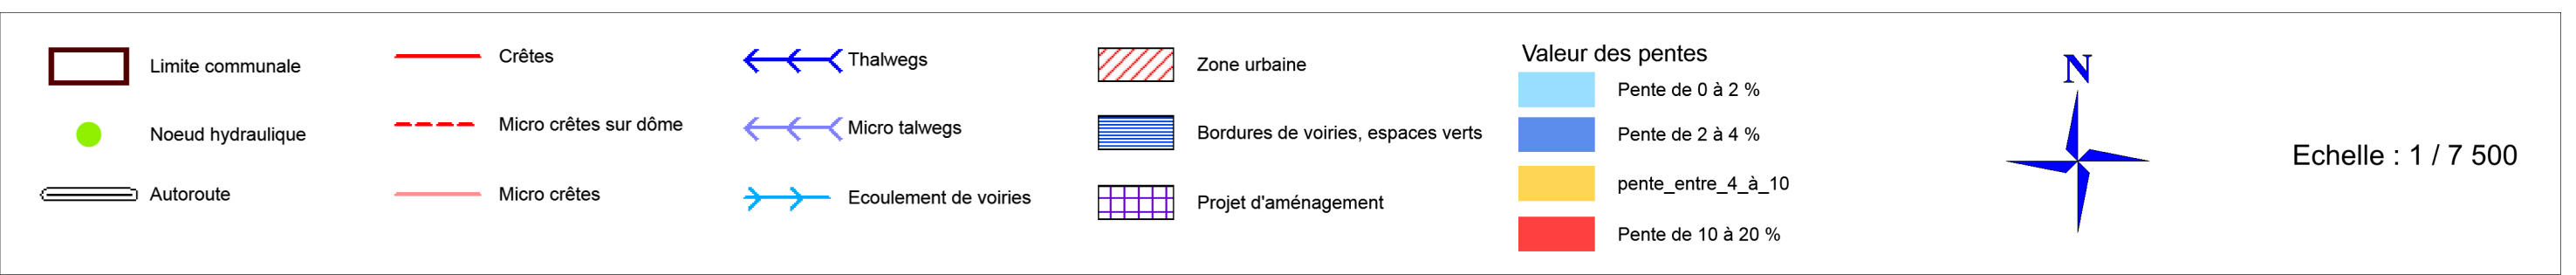 Limite communale
Noeud hydraulique
Autoroute
Crêtes
Micro crêtes sur dôme
Micro crêtes
Thalwegs
Micro talwegs
Ecoulement de voiries
Zone urbaine
Bordures de voiries, espaces verts
Projet d'aménagement
Valeur des pentes
Pente de 0 à 2 %
Pente de 2 à 4 %
pente_entre_4_à_10
Pente de 10 à 20 %
N
Echelle : 1 / 7 500